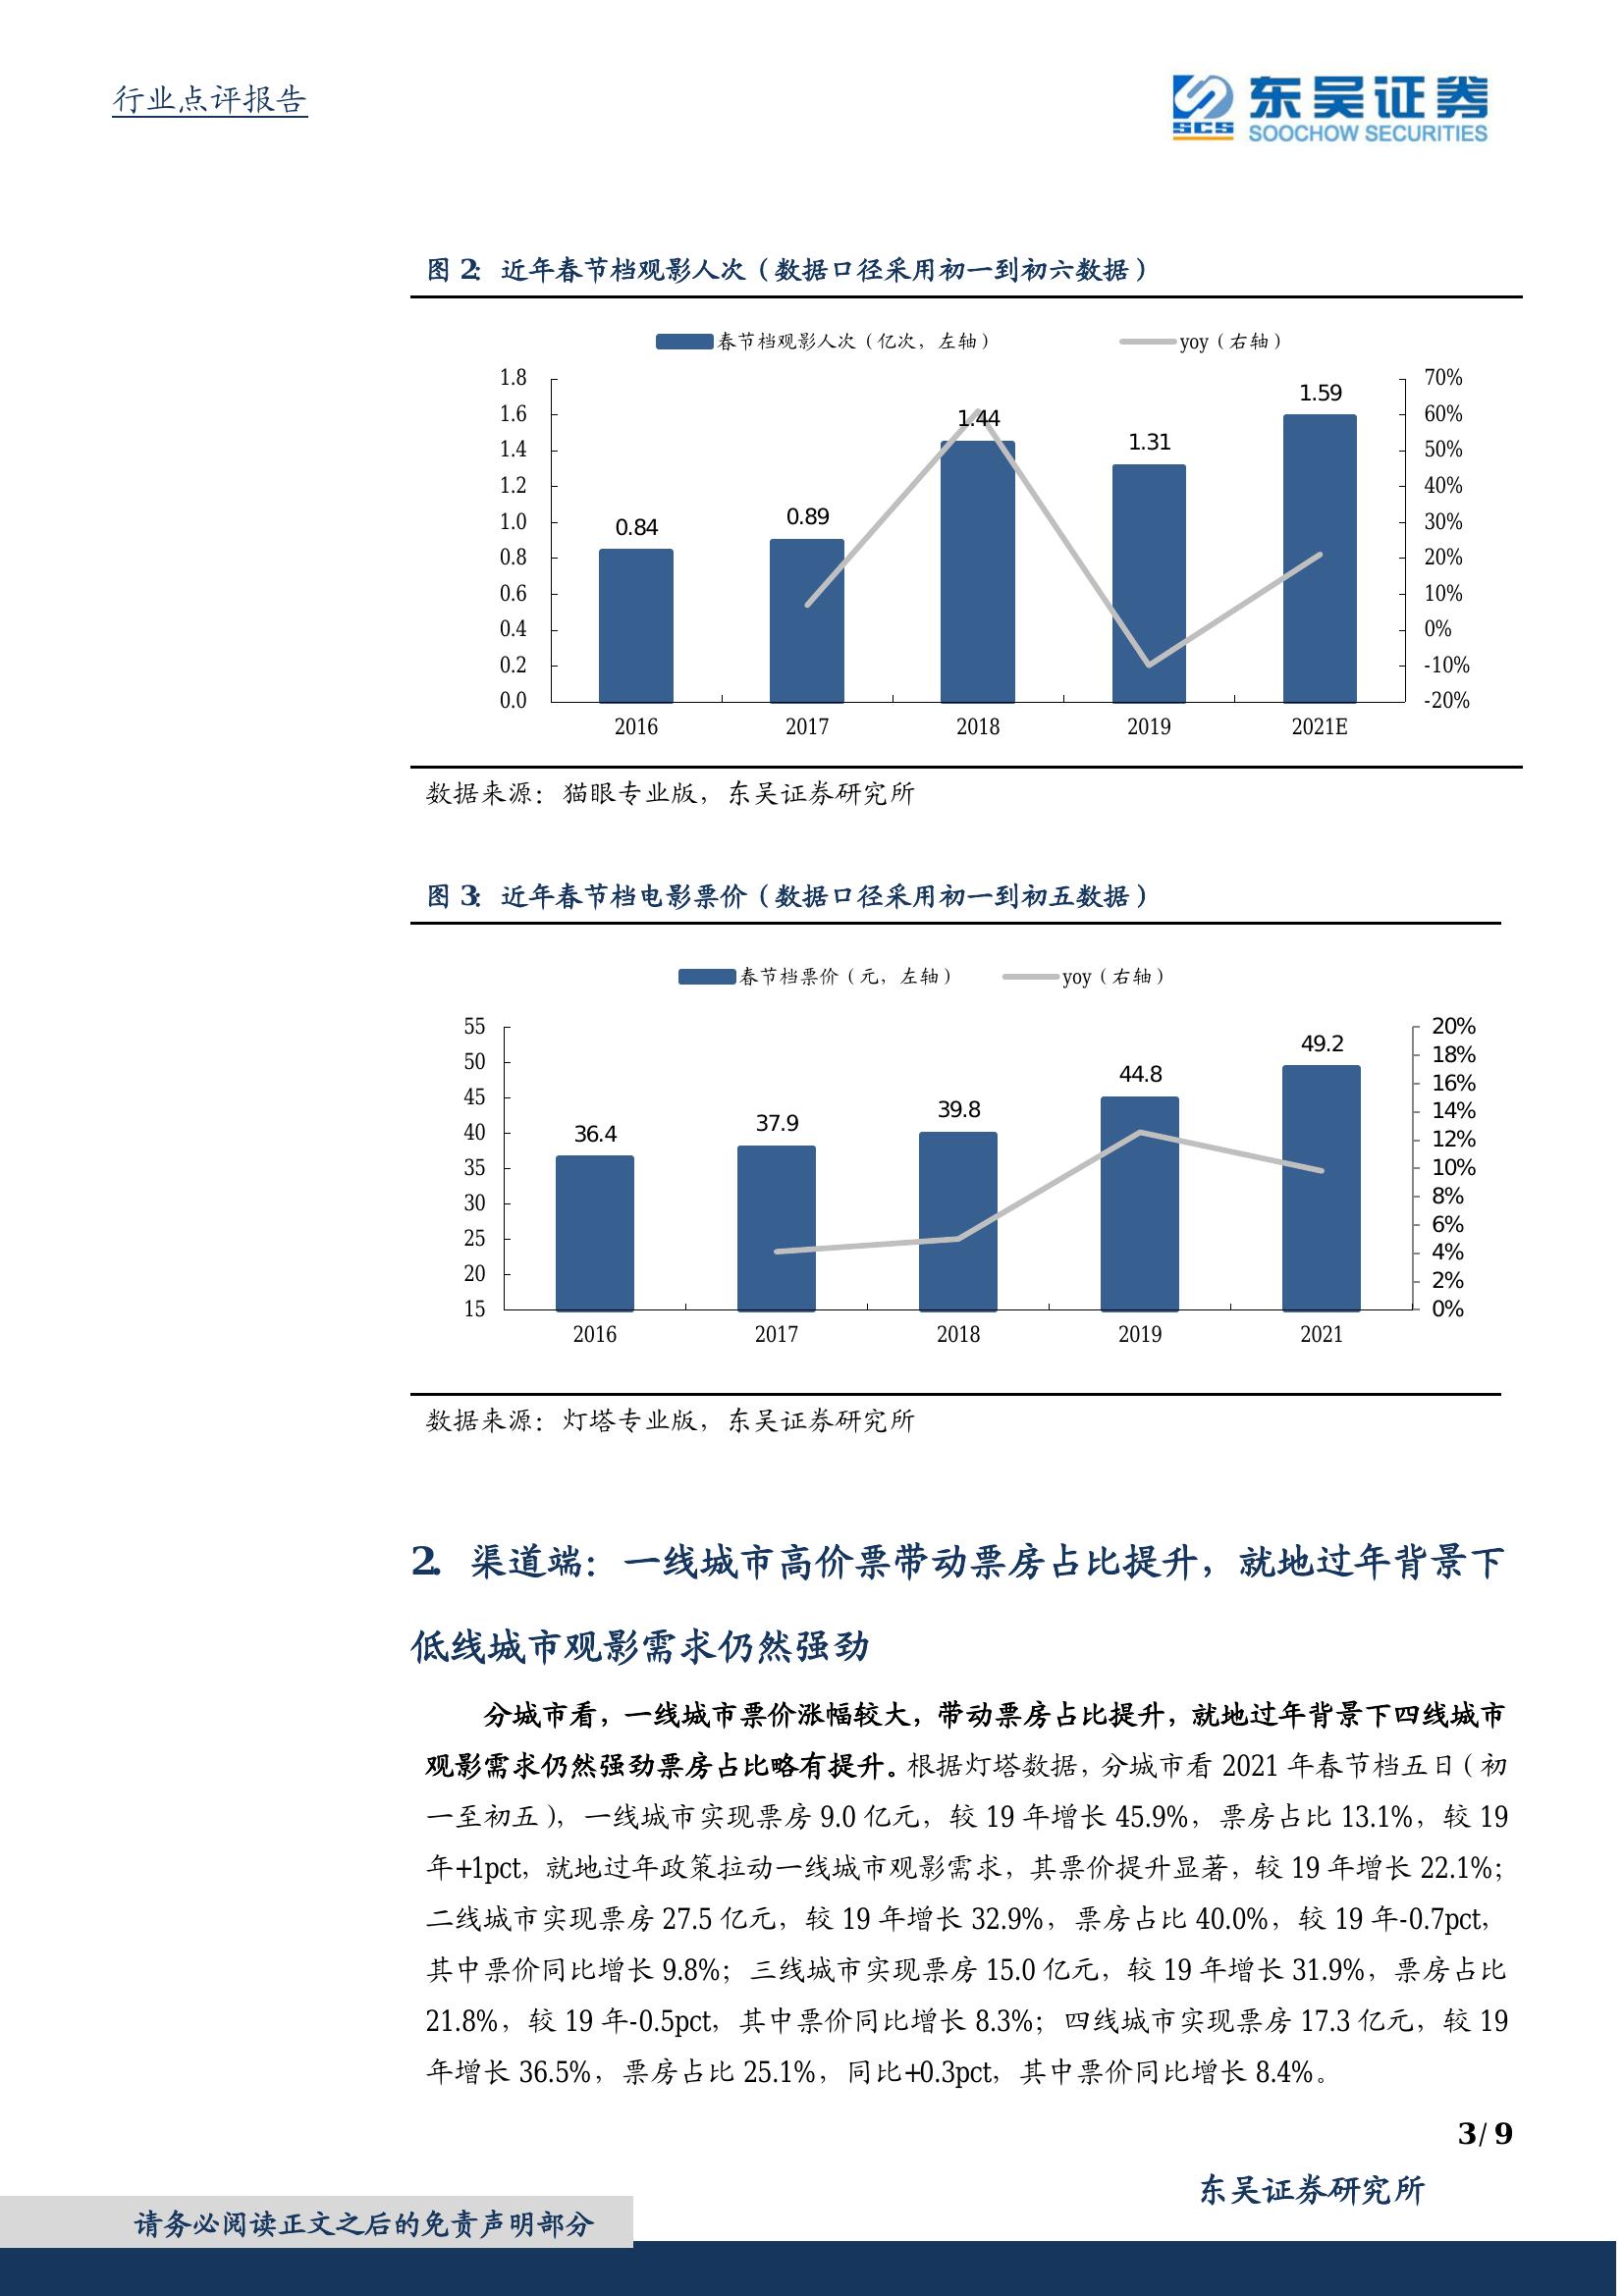 行业点评报告
东吴证券
SCS
SOOCHOW SECURITIES
图 2：近年春节档观影人次（数据口径采用初一到初六数据）
春节档观影人次（亿次，左轴） yoy（右轴）
1.8 70%
1.6 60%
1.4 50%
1.2 40%
1.0 30%
0.8 20%
0.6 10%
0.4 0%
0.2 -10%
0.0 -20%
0.84 0.89 1.44 1.31 1.59
2016 2017 2018 2019 2021E
数据来源：猫眼专业版，东吴证券研究所
图 3：近年春节档电影票价（数据口径采用初一到初五数据）
春节档票价（元，左轴） yoy（右轴）
55
50
45
40
35
30
25
20
15
36.4 37.9 39.8 44.8 49.2
20%
18%
16%
14%
12%
10%
8%
6%
4%
2%
0%
2016 2017 2018 2019 2021
数据来源：灯塔专业版，东吴证券研究所
2. 渠道端：一线城市高价票带动票房占比提升，就地过年背景下
低线城市观影需求仍然强劲
分城市看，一线城市票价涨幅较大，带动票房占比提升，就地过年背景下四线城市
观影需求仍然强劲票房占比略有提升。根据灯塔数据，分城市看 2021 年春节档五日（初
一至初五），一线城市实现票房 9.0 亿元，较 19 年增长 45.9%，票房占比 13.1%，较 19
年+1pct，就地过年政策拉动一线城市观影需求，其票价提升显著，较 19 年增长 22.1%；
二线城市实现票房 27.5 亿元，较 19 年增长 32.9%，票房占比 40.0%，较 19 年-0.7pct，
其中票价同比增长 9.8%；三线城市实现票房 15.0 亿元，较 19 年增长 31.9%，票房占比
21.8%，较 19 年-0.5pct，其中票价同比增长 8.3%；四线城市实现票房 17.3 亿元，较 19
年增长 36.5%，票房占比 25.1%，同比+0.3pct，其中票价同比增长 8.4%。
3 / 9
东吴证券研究所
请务必阅读正文之后的免责声明部分